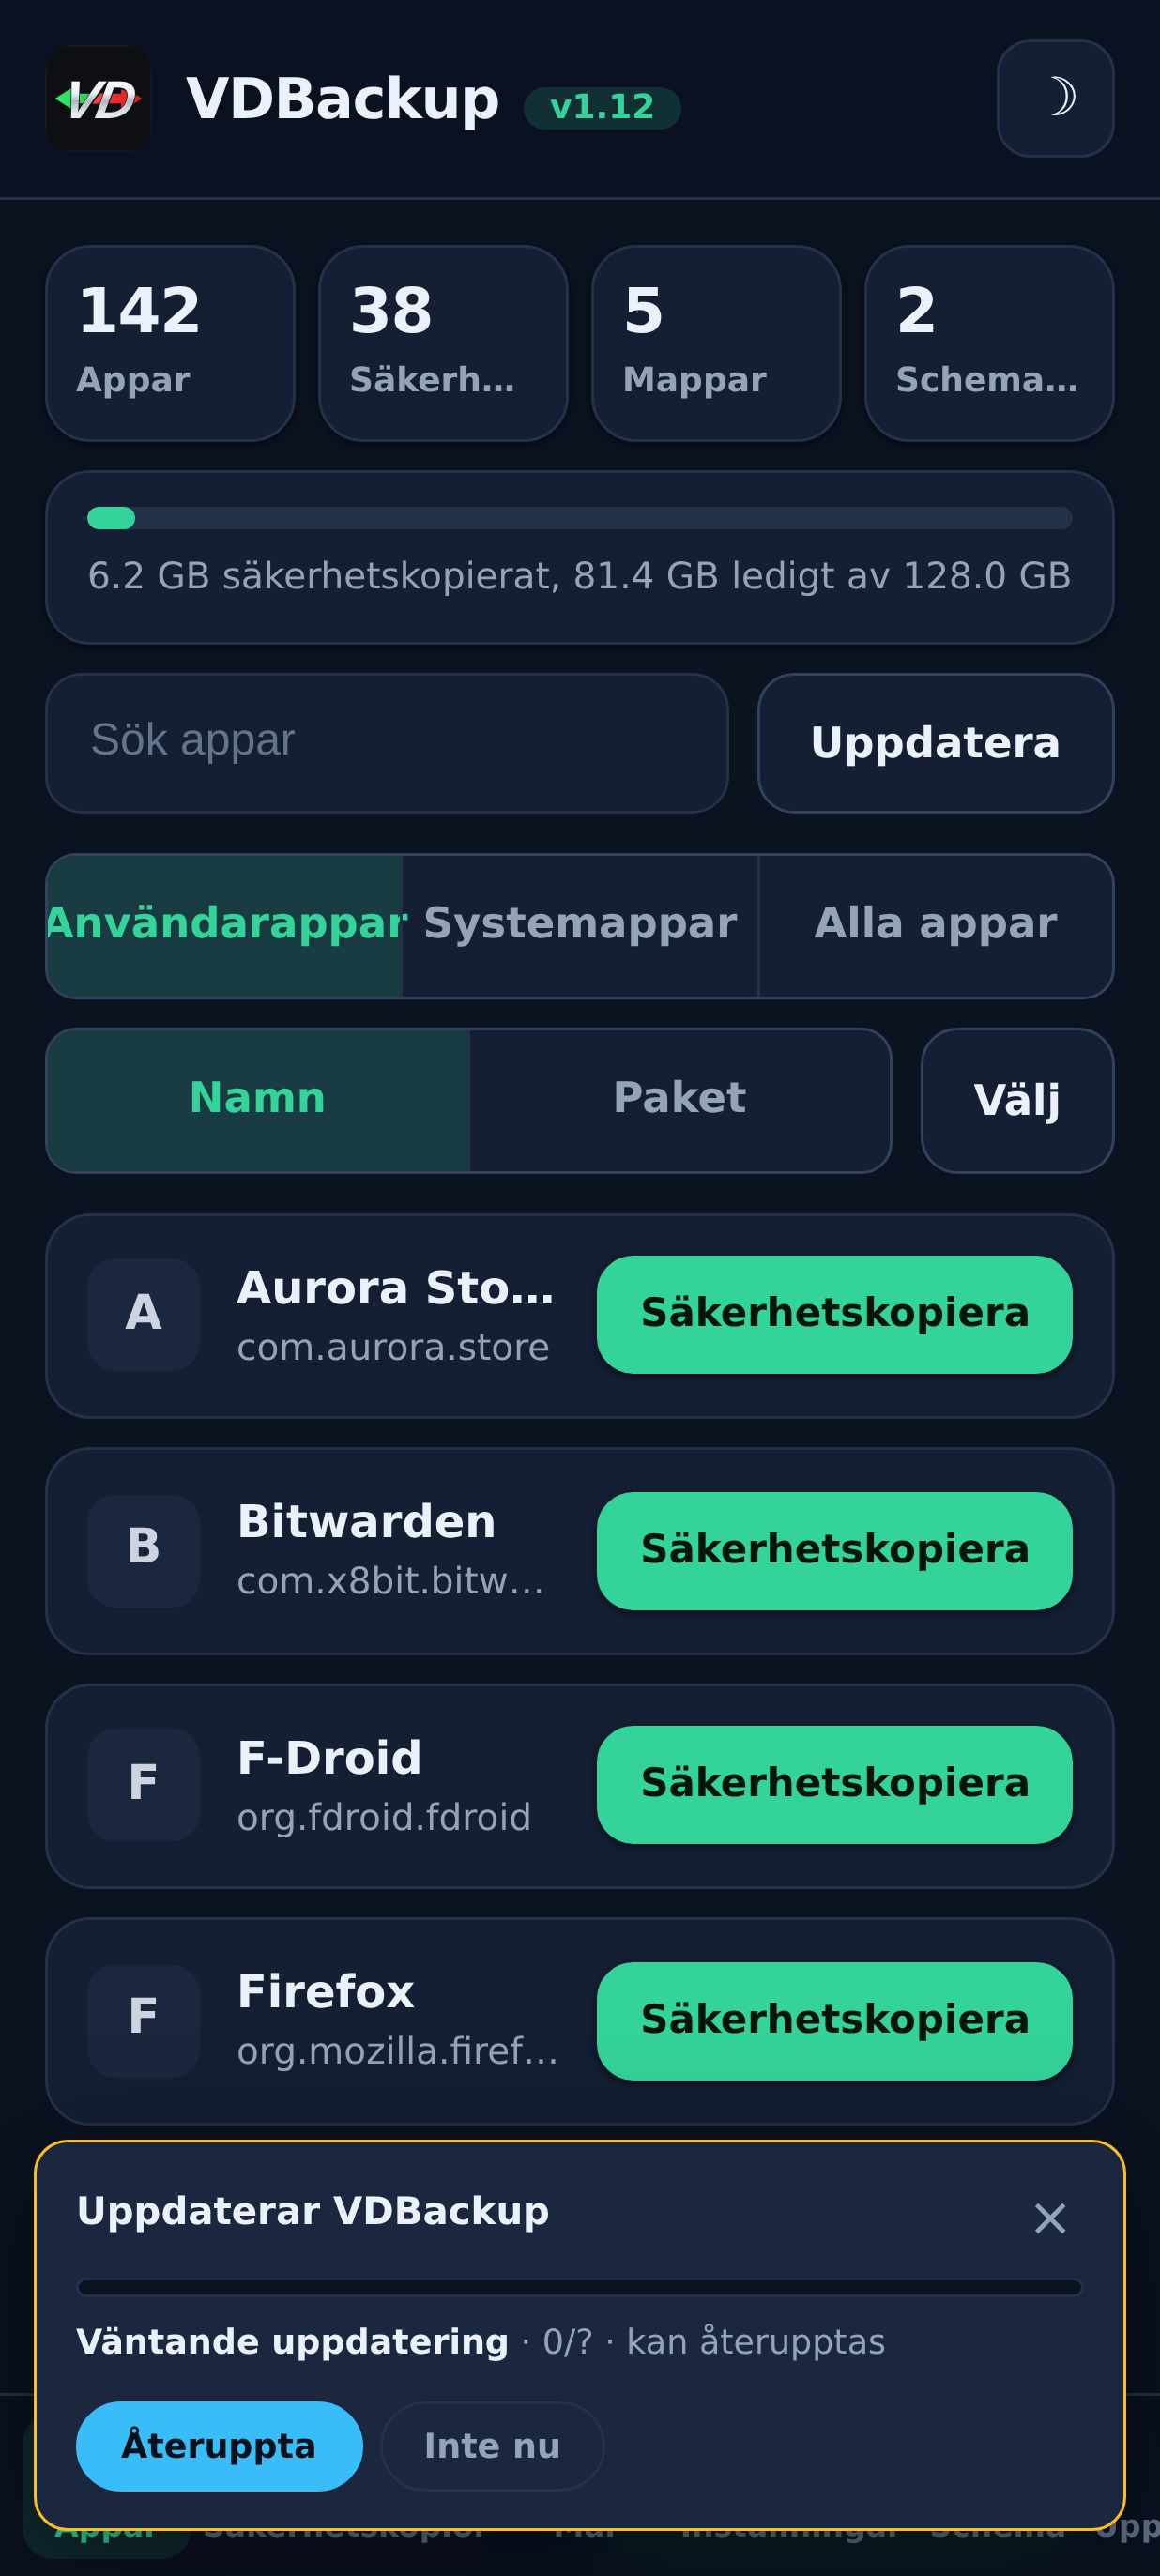 VD
VDBackup v1.12
142
Appar
38
Säkerh...
5
Mappar
2
Schema...
6.2 GB säkerhetskopierat, 81.4 GB ledigt av 128.0 GB
Sök appar
Uppdatera
Användarappar
Systemappar
Alla appar
Namn
Paket
Välj
A
Aurora Sto...
com.aurora.store
Säkerhetskopiera
B
Bitwarden
com.x8bit.bitw...
Säkerhetskopiera
F
F-Droid
org.fdroid.fdroid
Säkerhetskopiera
F
Firefox
org.mozilla.firef...
Säkerhetskopiera
Uppdaterar VDBackup
×
Väntande uppdatering · 0/? · kan återupptas
Återuppta
Inte nu